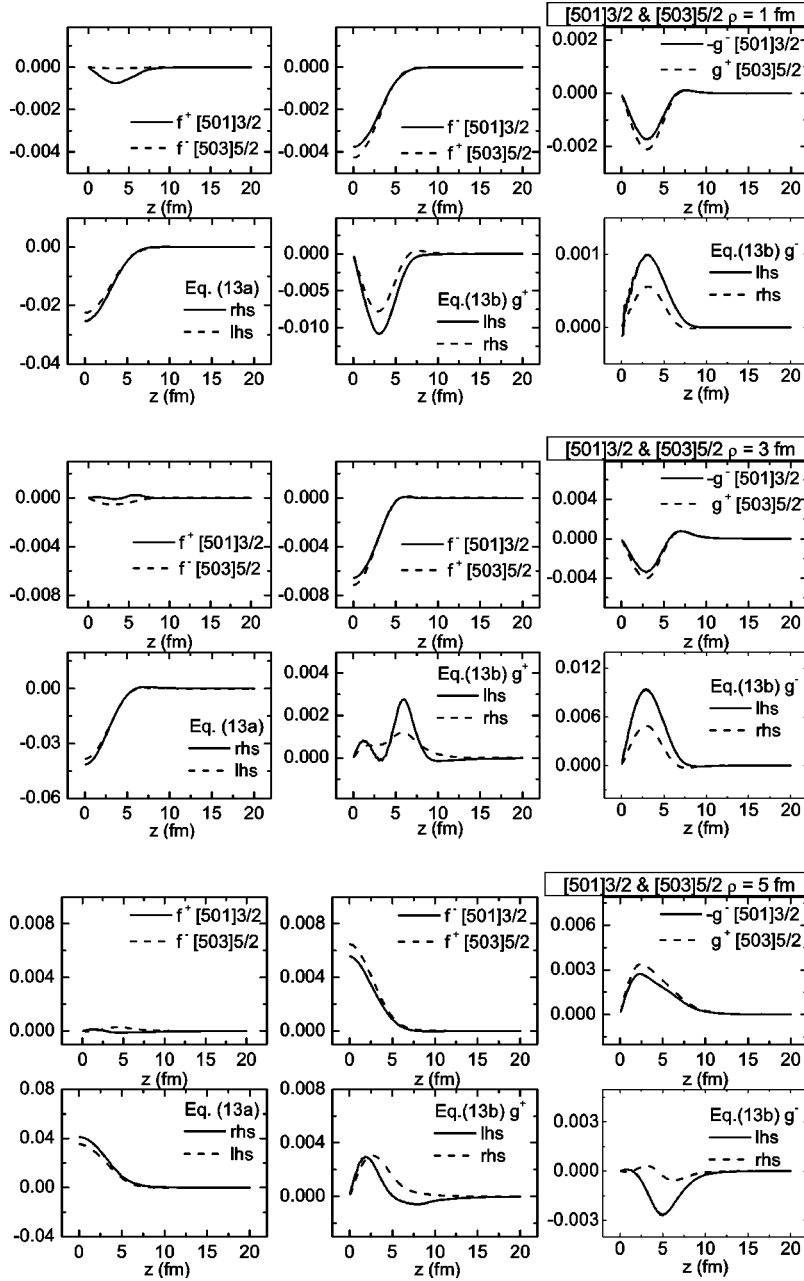 [501]3/2 & [503]5/2 ρ = 1 fm
0.000
-0.002
-0.004
f⁺ [501]3/2
f⁻ [503]5/2
0 5 10 15 20
z (fm)
0.000
-0.002
-0.004
f⁻ [501]3/2
f⁺ [503]5/2
0 5 10 15 20
z (fm)
0.002
0.000
-0.002
-g⁻ [501]3/2
g⁺ [503]5/2
0 5 10 15 20
z (fm)
0.00
-0.02
-0.04
Eq. (13a)
rhs
lhs
0 5 10 15 20
z (fm)
0.000
-0.005
-0.010
Eq.(13b) g⁺
lhs
rhs
0 5 10 15 20
z (fm)
0.001
0.000
Eq.(13b) g⁻
lhs
rhs
0 5 10 15 20
z (fm)
[501]3/2 & [503]5/2 ρ = 3 fm
0.000
-0.004
-0.008
f⁺ [501]3/2
f⁻ [503]5/2
0 5 10 15 20
z (fm)
0.000
-0.004
-0.008
f⁻ [501]3/2
f⁺ [503]5/2
0 5 10 15 20
z (fm)
0.004
0.000
-0.004
-g⁻ [501]3/2
g⁺ [503]5/2
0 5 10 15 20
z (fm)
0.00
-0.03
-0.06
Eq. (13a)
rhs
lhs
0 5 10 15 20
z (fm)
0.004
0.002
0.000
Eq.(13b) g⁺
lhs
rhs
0 5 10 15 20
z (fm)
0.012
0.006
0.000
Eq.(13b) g⁻
lhs
rhs
0 5 10 15 20
z (fm)
[501]3/2 & [503]5/2 ρ = 5 fm
0.008
0.004
0.000
f⁺ [501]3/2
f⁻ [503]5/2
0 5 10 15 20
z (fm)
0.008
0.004
0.000
f⁻ [501]3/2
f⁺ [503]5/2
0 5 10 15 20
z (fm)
0.006
0.003
0.000
-g⁻ [501]3/2
g⁺ [503]5/2
0 5 10 15 20
z (fm)
0.08
0.04
0.00
-0.04
Eq. (13a)
rhs
lhs
0 5 10 15 20
z (fm)
0.008
0.004
0.000
Eq.(13b) g⁺
lhs
rhs
0 5 10 15 20
z (fm)
0.003
0.000
-0.003
Eq.(13b) g⁻
lhs
rhs
0 5 10 15 20
z (fm)